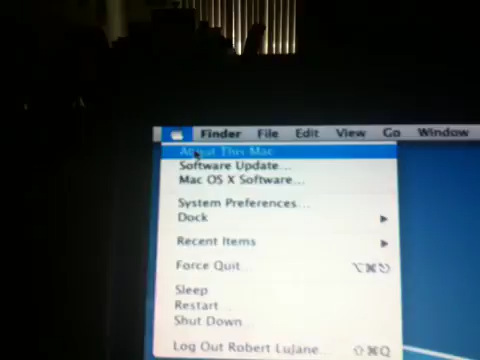 Finder File Edit View Go Window
About This Mac
Software Update...
Mac OS X Software...
System Preferences...
Dock
Recent Items
Force Quit ⌥⌘⎋
Sleep
Restart...
Shut Down
Log Out Robert LuJane... ⇧⌘Q